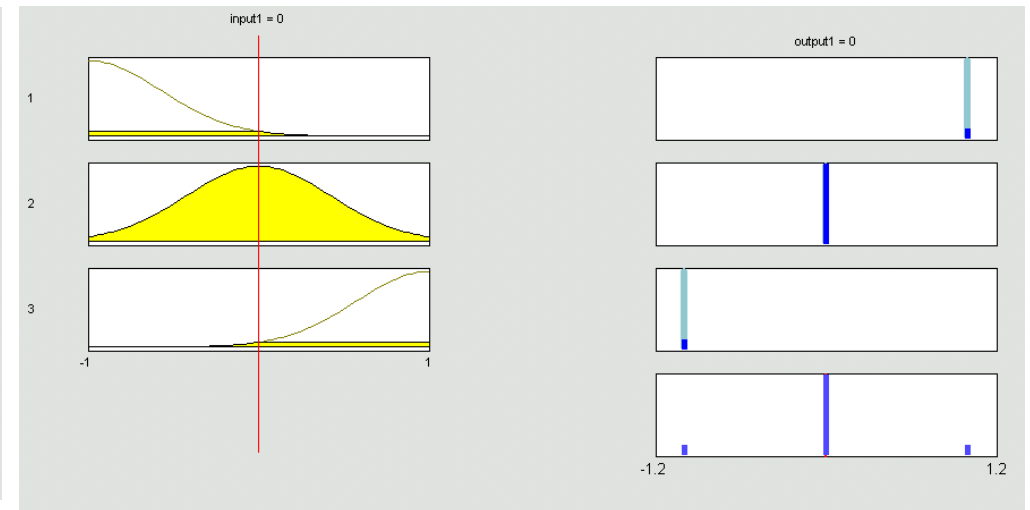 input1 = 0
output1 = 0
1
2
3
-1 1
-1.2 1.2